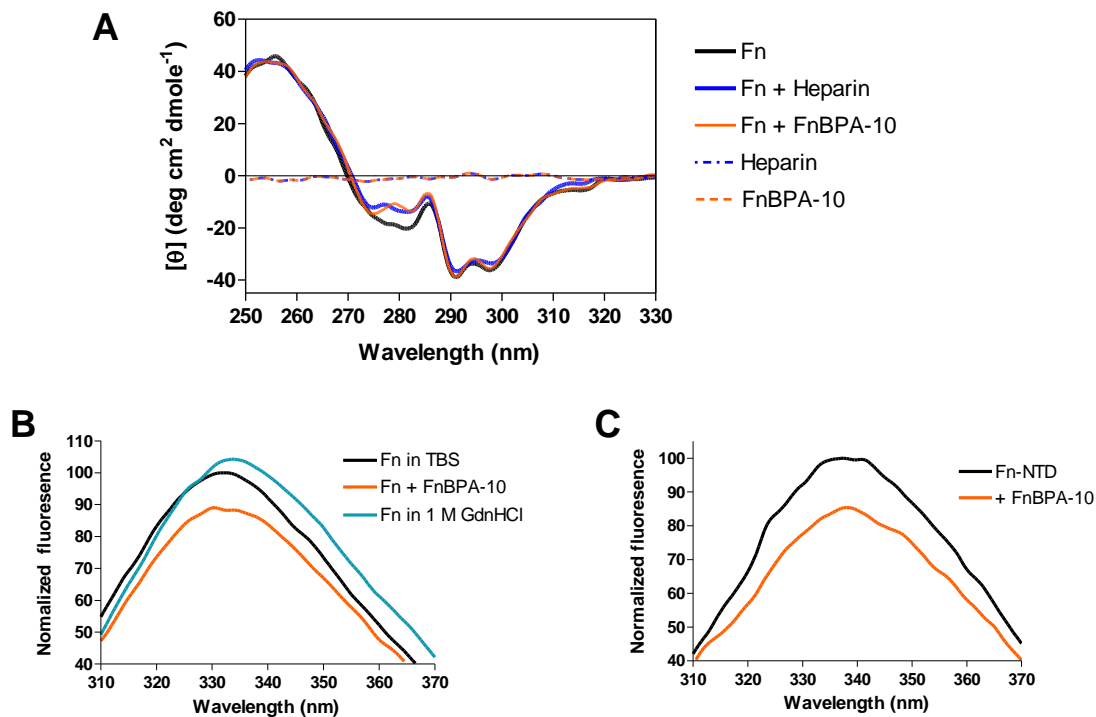 A
[θ] (deg cm² dmole⁻¹)
60
40
20
0
-20
-40
250 260 270 280 290 300 310 320 330
Wavelength (nm)
Fn
Fn + Heparin
Fn + FnBPA-10
Heparin
FnBPA-10
B
Nomalized fluoresence
110
100
90
80
70
60
50
40
310 320 330 340 350 360 370
Wavelength (nm)
Fn in TBS
Fn + FnBPA-10
Fn in 1 M GdnHCl
C
Normalized fluoresence
100
90
80
70
60
50
40
310 320 330 340 350 360 370
Wavelength (nm)
Fn-NTD
+ FnBPA-10